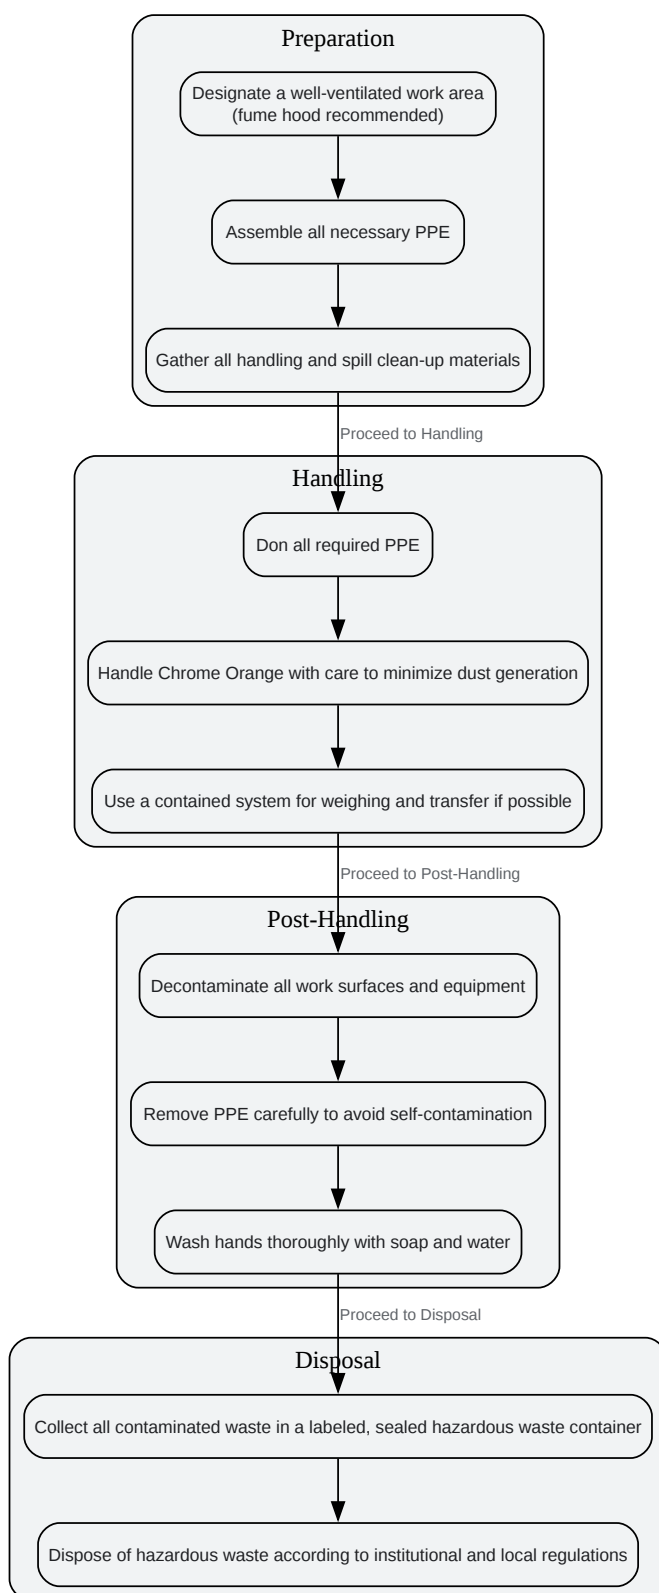 Preparation
Designate a well-ventilated work area
(fume hood recommended)
Assemble all necessary PPE
Gather all handling and spill clean-up materials
Proceed to Handling
Handling
Don all required PPE
Handle Chrome Orange with care to minimize dust generation
Use a contained system for weighing and transfer if possible
Proceed to Post-Handling
Post-Handling
Decontaminate all work surfaces and equipment
Remove PPE carefully to avoid self-contamination
Wash hands thoroughly with soap and water
Proceed to Disposal
Disposal
Collect all contaminated waste in a labeled, sealed hazardous waste container
Dispose of hazardous waste according to institutional and local regulations